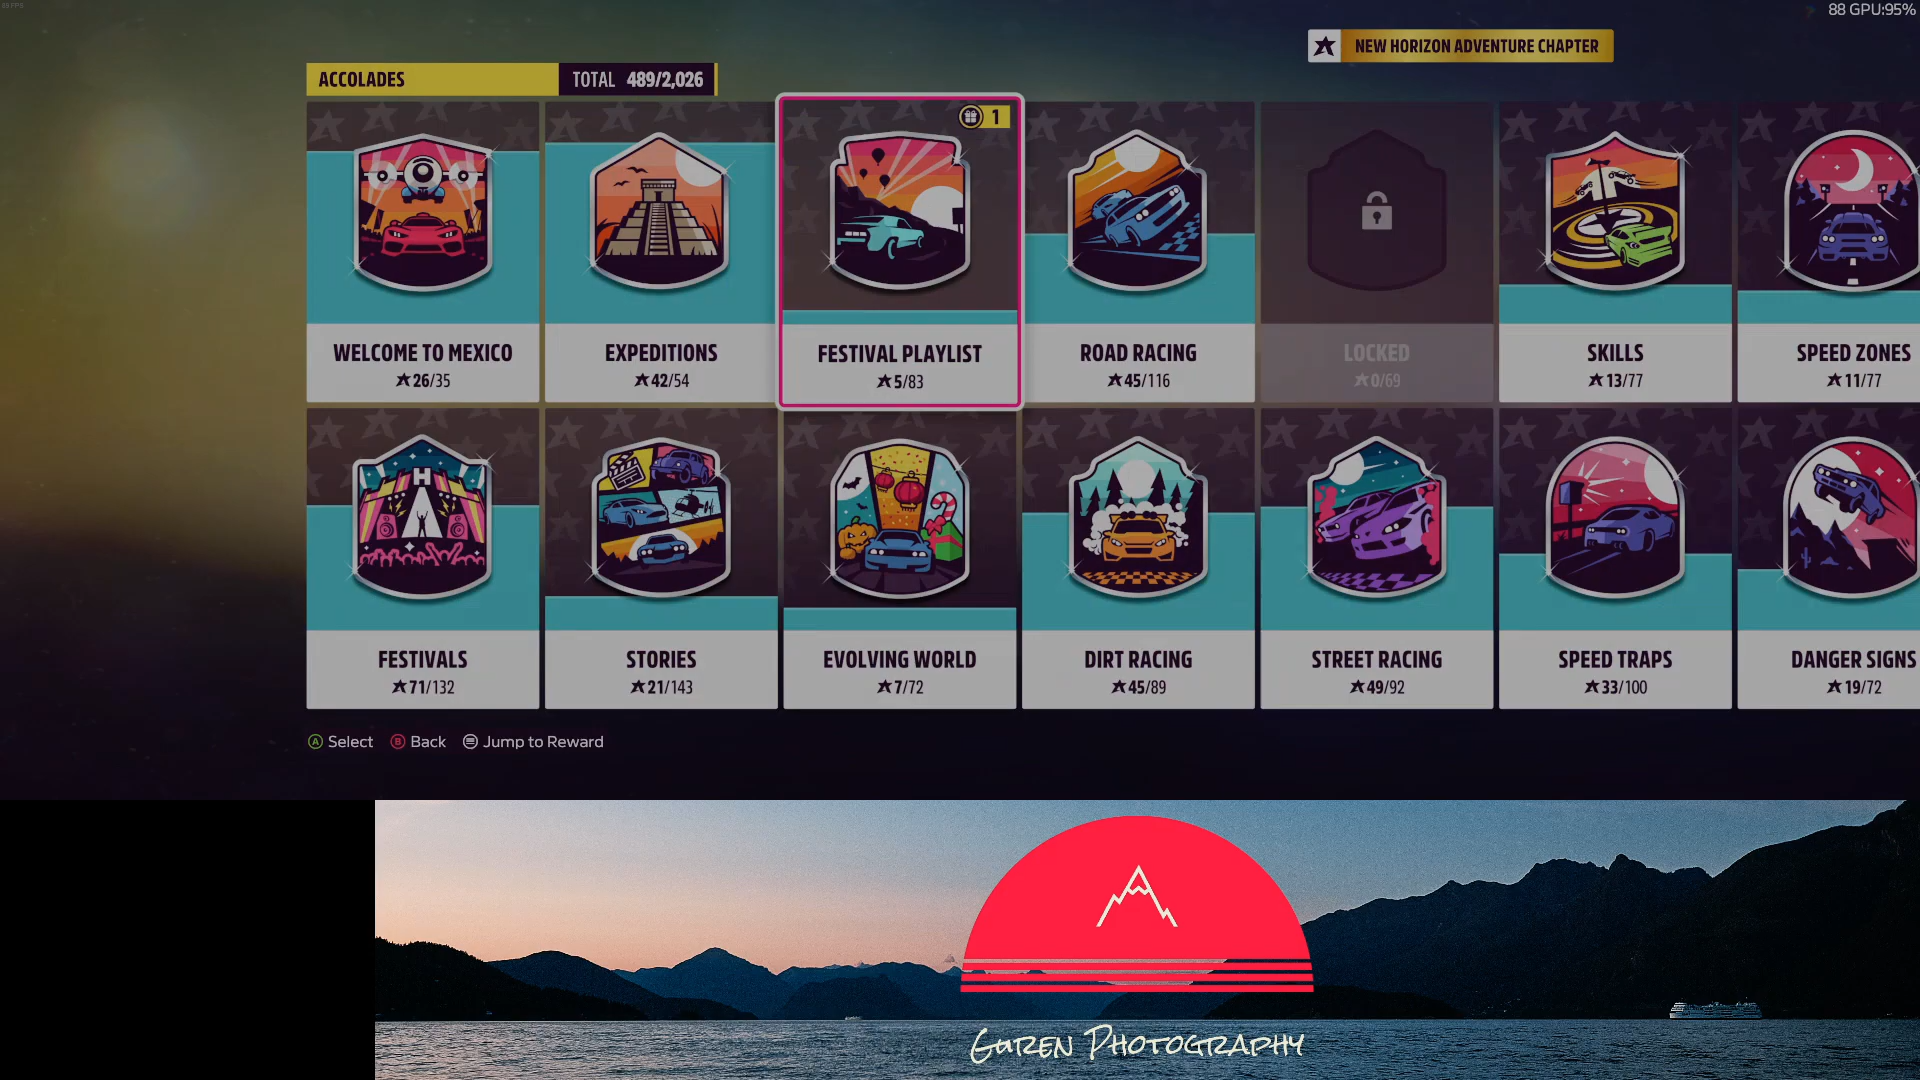 88 GPU:95%
NEW HORIZON ADVENTURE CHAPTER
ACCOLADES
TOTAL 489/2,026
1
WELCOME TO MEXICO
26/35
EXPEDITIONS
42/54
FESTIVAL PLAYLIST
5/83
ROAD RACING
45/116
LOCKED
0/69
SKILLS
13/77
SPEED ZONES
11/77
H
FESTIVALS
71/132
STORIES
21/143
EVOLVING WORLD
7/72
DIRT RACING
45/89
STREET RACING
49/92
SPEED TRAPS
33/100
DANGER SIGNS
19/72
A Select B Back Jump to Reward
Guren Photography